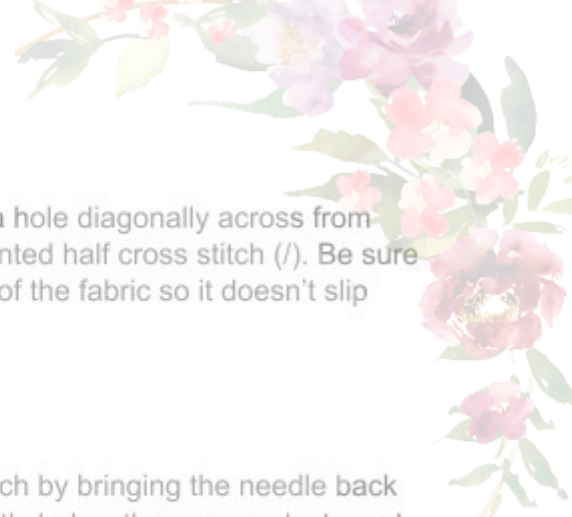 a hole diagonally across from
nted half cross stitch (/). Be sure
of the fabric so it doesn't slip
ch by bringing the needle back